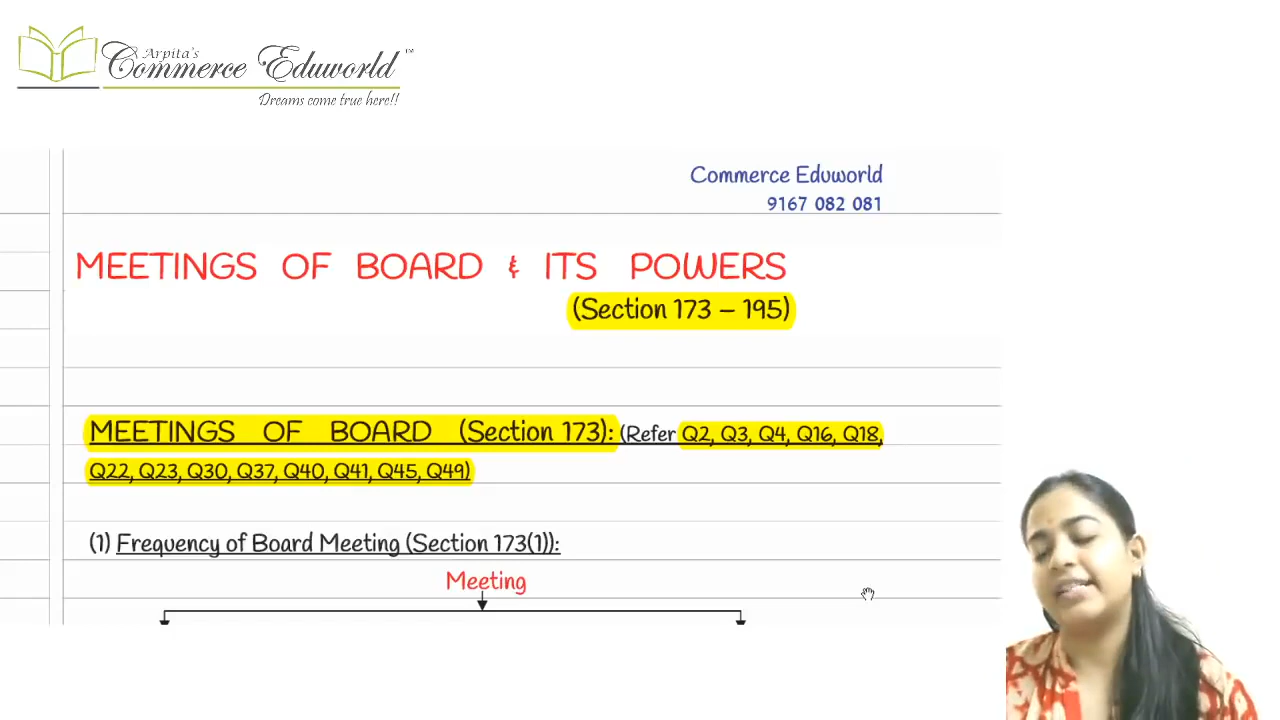 Arpita's
Commerce Eduworld™
Dreams come true here!!
Commerce Eduworld
9167 082 081
MEETINGS OF BOARD & ITS POWERS
(Section 173 – 195)
MEETINGS OF BOARD (Section 173): (Refer Q2, Q3, Q4, Q16, Q18,
Q22, Q23, Q30, Q37, Q40, Q41, Q45, Q49)
(1) Frequency of Board Meeting (Section 173(1)):
Meeting